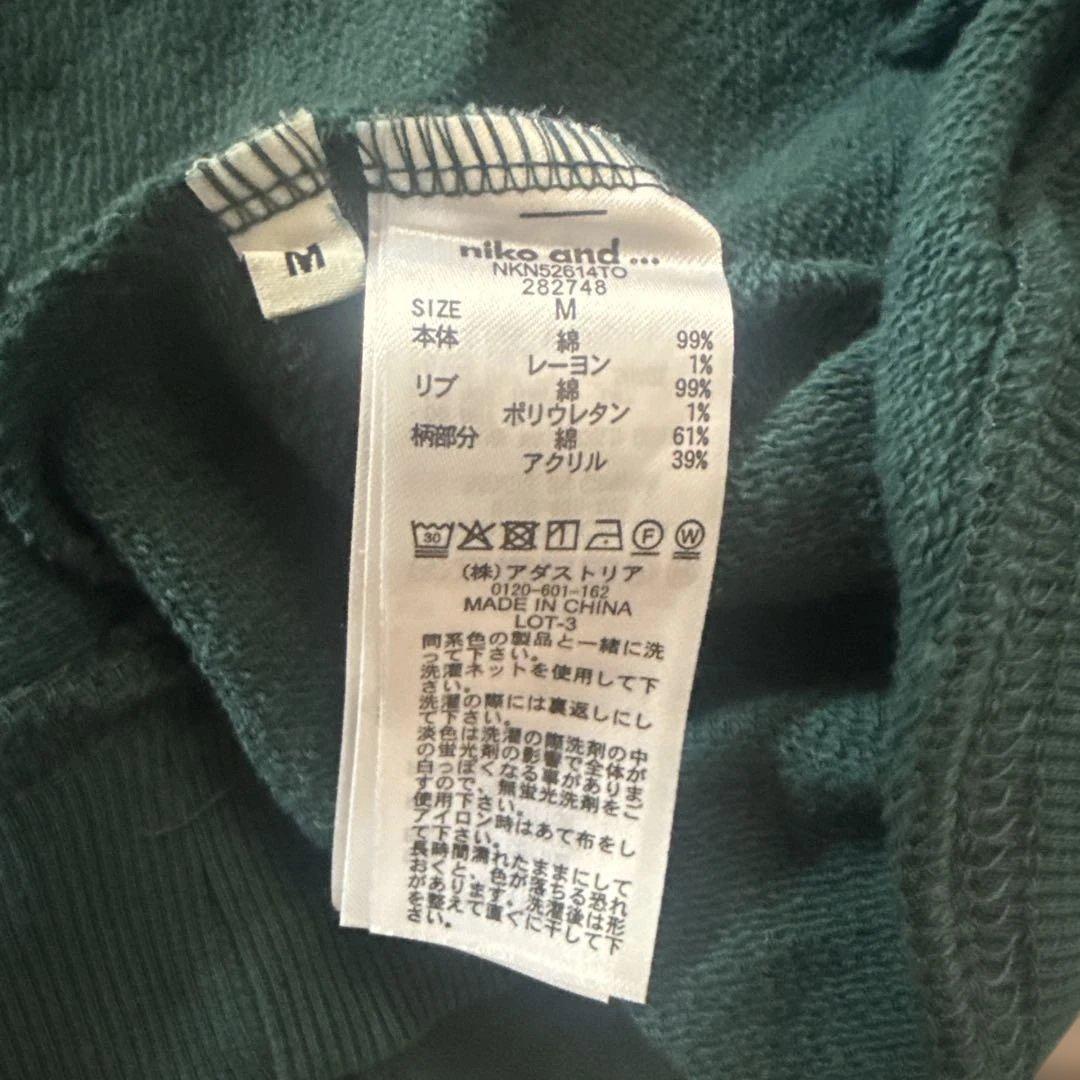 M
niko and ...
NKN52614TO
282748
SIZE M
本体 綿 99%
レーヨン 1%
リブ 綿 99%
ポリウレタン 1%
柄部分 綿 61%
アクリル 39%
30 F W
(株)アダストリア
0120-601-162
MADE IN CHINA
LOT-3
同系色の製品と一緒に洗
って下さい。
洗濯ネットを使用して下
さい。
洗濯の際には裏返しにし
て下さい。
淡色は洗濯の際洗剤の中
の蛍光剤の影響で全体が
白っぽくなる事がありま
すので、無蛍光洗剤をご
使用下さい。
アイロン時はあて布をし
て下さい。
長時間濡れたままにして
おくと、色が落ちる恐れ
があります。洗濯後は形
を整えて直ぐに干して下
さい。